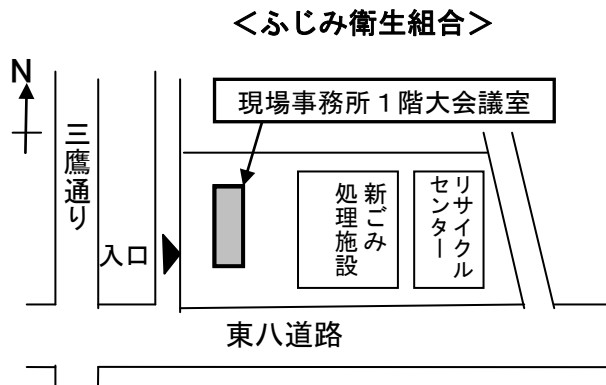 ＜ふじみ衛生組合＞
N
現場事務所１階大会議室
三鷹通り
新ごみ
処理施設
リサイクル
センター
入口
東八道路